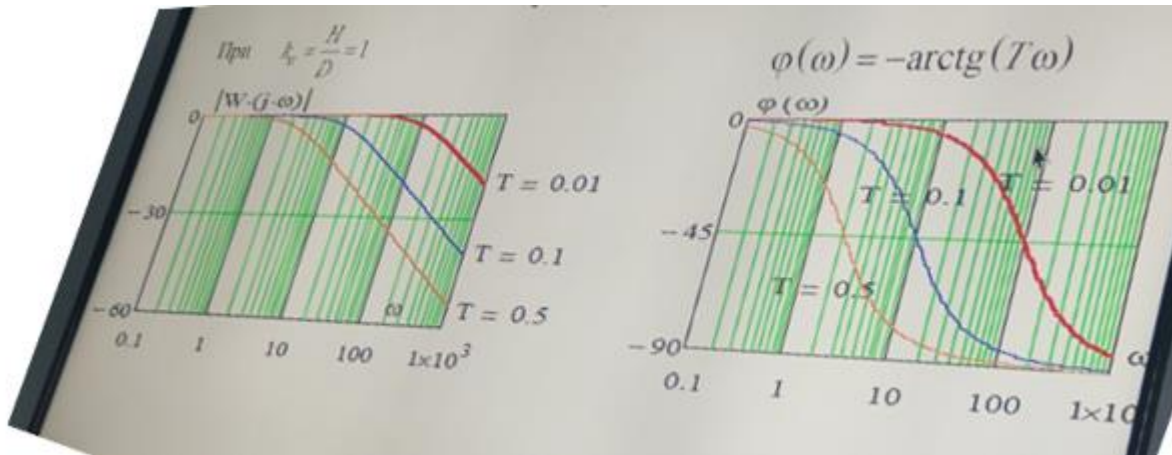 При k_v = H/D = 1
φ(ω) = −arctg(Tω)
|W·(j·ω)|
0
−30
−60
0.1 1 10 100 1×10³
ω
T = 0.01
T = 0.1
T = 0.5
φ(ω)
0
−45
−90
0.1 1 10 100
T = 0.01
T = 0.1
T = 0.5
ω